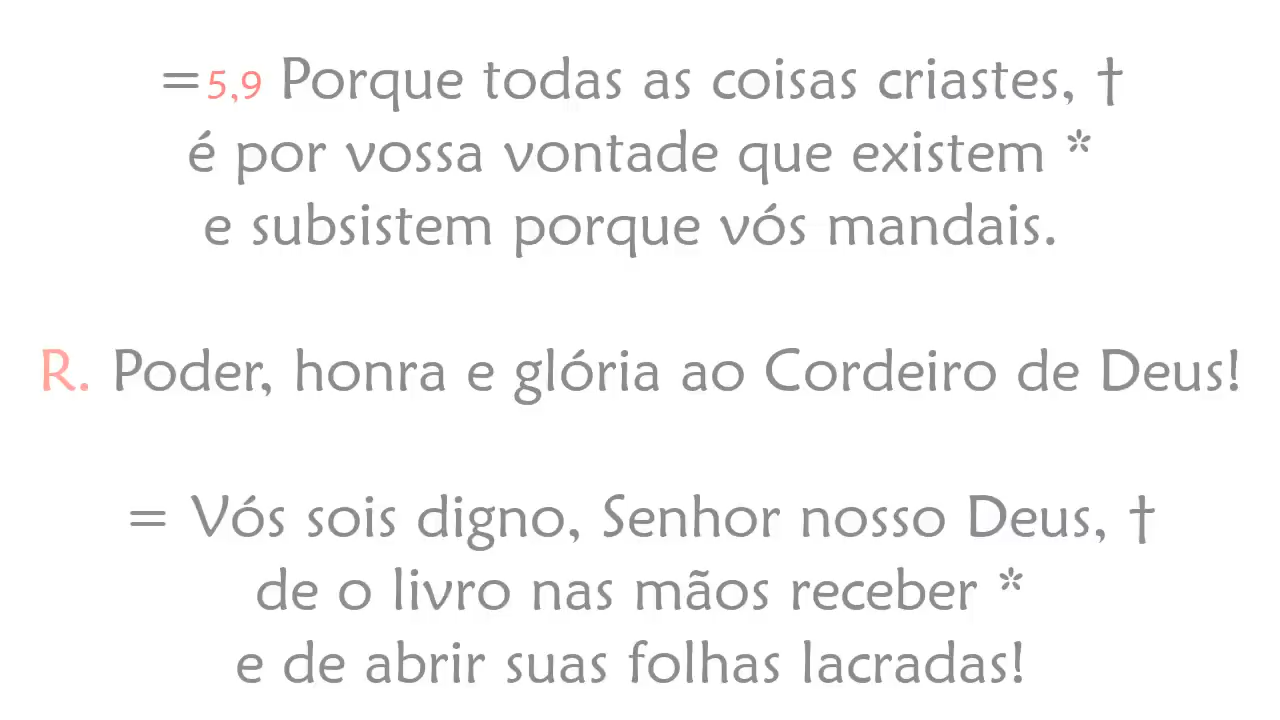 =5,9 Porque todas as coisas criastes, †
é por vossa vontade que existem *
e subsistem porque vós mandais.
R. Poder, honra e glória ao Cordeiro de Deus!
= Vós sois digno, Senhor nosso Deus, †
de o livro nas mãos receber *
e de abrir suas folhas lacradas!